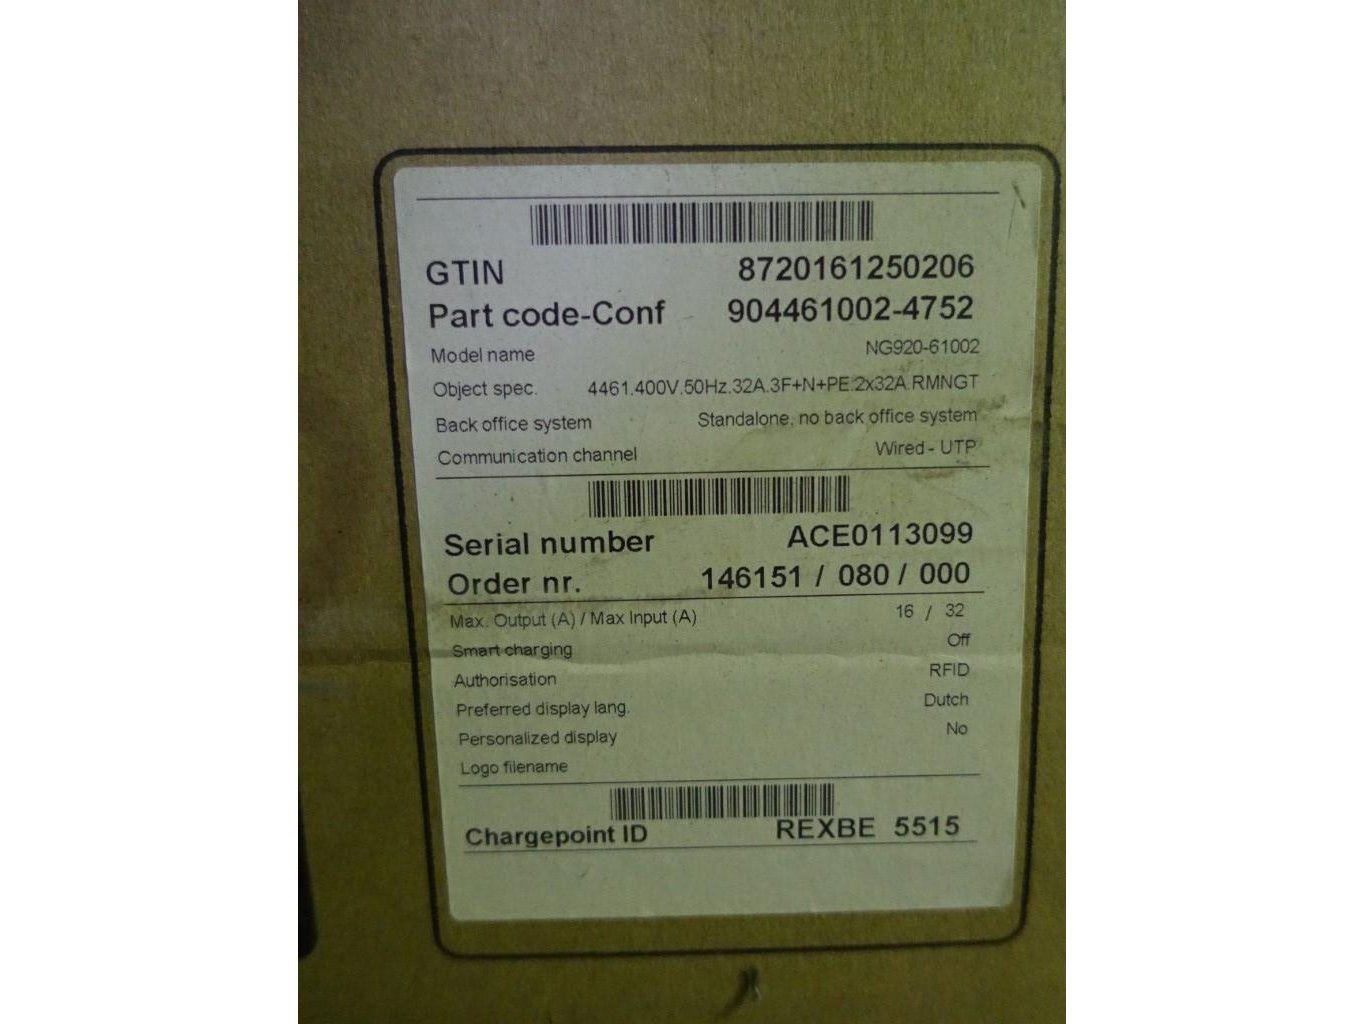 GTIN 8720161250206
Part code-Conf 904461002-4752
Model name NG920-61002
Object spec. 4461.400V.50Hz.32A.3F+N+PE.2x32A.RMNGT
Back office system Standalone, no back office system
Communication channel Wired - UTP
Serial number ACE0113099
Order nr. 146151 / 080 / 000
Max. Output (A) / Max Input (A) 16 / 32
Smart charging Off
Authorisation RFID
Preferred display lang. Dutch
Personalized display No
Logo filename
Chargepoint ID REXBE 5515